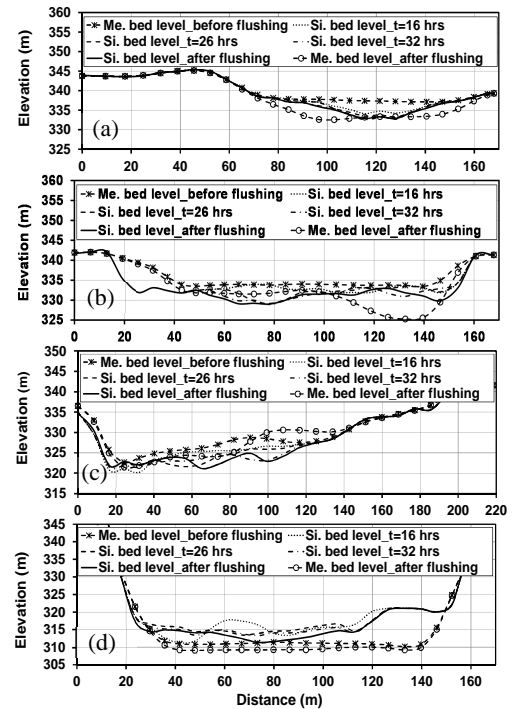 360
355
350
345
340
335
330
325
Elevation (m)
Me. bed level_before flushing
Si. bed level_t=16 hrs
Si. bed level_t=26 hrs
Si. bed level_t=32 hrs
Si. bed level_after flushing
Me. bed level_after flushing
(a)
0 20 40 60 80 100 120 140 160
360
355
350
345
340
335
330
325
Elevation (m)
Me. bed level_before flushing
Si. bed level_t=16 hrs
Si. bed level_t=26 hrs
Si. bed level_t=32 hrs
Si. bed level_after flushing
Me. bed level_after flushing
(b)
0 20 40 60 80 100 120 140 160
350
345
340
335
330
325
320
315
Elevation (m)
Me. bed level_before flushing
Si. bed level_t=16 hrs
Si. bed level_t=26 hrs
Si. bed level_t=32 hrs
Si. bed level_after flushing
Me. bed level_after flushing
(c)
0 20 40 60 80 100 120 140 160 180 200 220
345
340
335
330
325
320
315
310
305
Elevation (m)
Me. bed level_before flushing
Si. bed level_t=16 hrs
Si. bed level_t=26 hrs
Si. bed level_t=32 hrs
Si. bed level_after flushing
Me. bed level_after flushing
(d)
0 20 40 60 80 100 120 140 160
Distance (m)